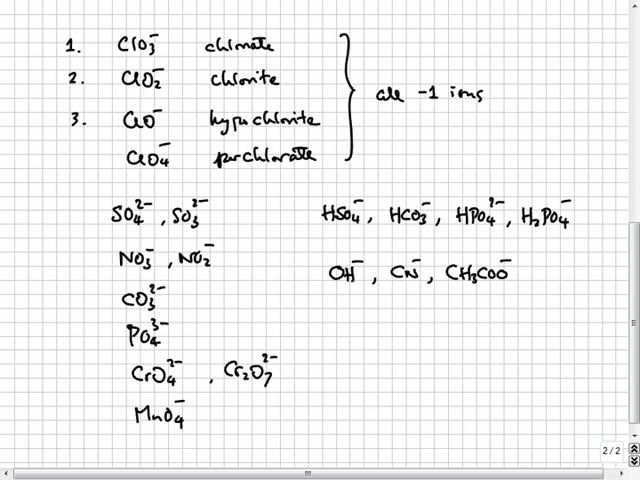 1. ClO₃⁻ chlorate
2. ClO₂⁻ chlorite
3. ClO⁻ hypochlorite
ClO₄⁻ perchlorate
all -1 ions
SO₄²⁻, SO₃²⁻
NO₃⁻, NO₂⁻
CO₃²⁻
PO₄³⁻
CrO₄²⁻, Cr₂O₇²⁻
MnO₄⁻
HSO₄⁻, HCO₃⁻, HPO₄²⁻, H₂PO₄⁻
OH⁻, CN⁻, CH₃COO⁻
2/2